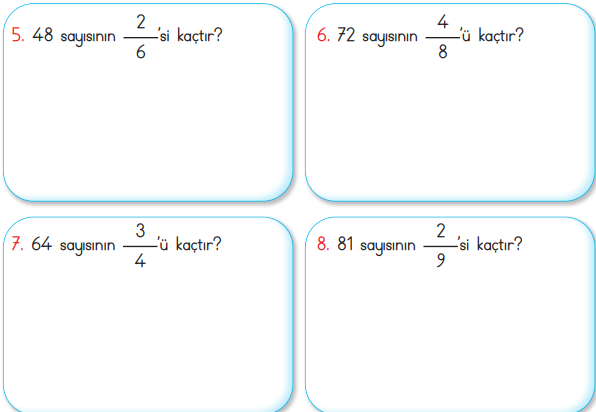 5. 48 sayısının 2/6 'si kaçtır?
6. 72 sayısının 4/8 'ü kaçtır?
7. 64 sayısının 3/4 'ü kaçtır?
8. 81 sayısının 2/9 'si kaçtır?